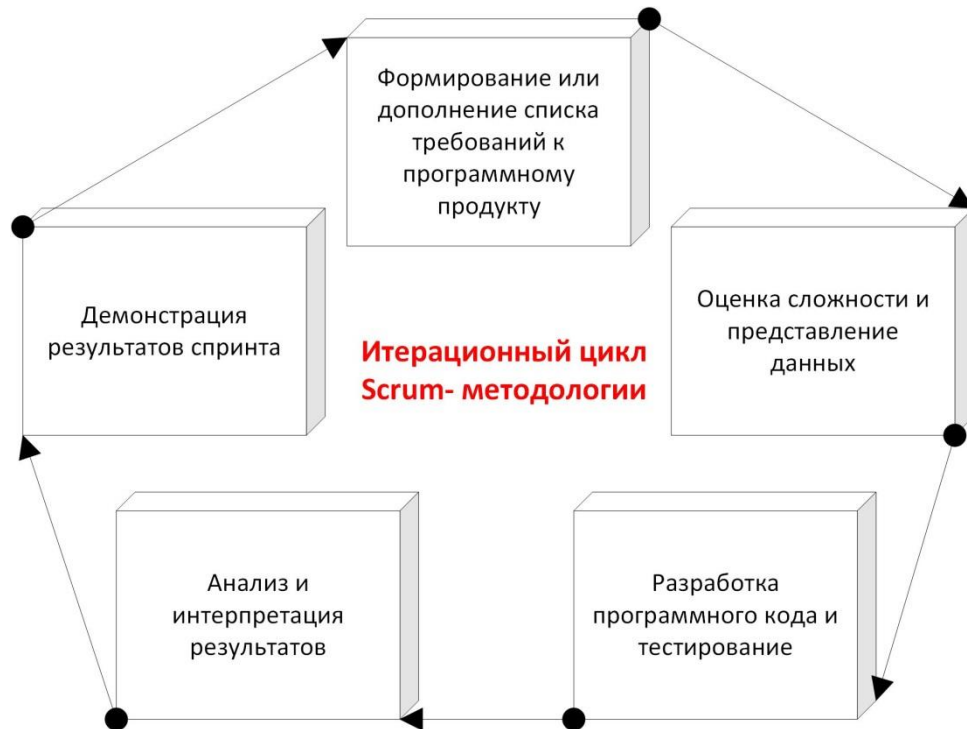 Формирование или
дополнение списка
требований к
программному
продукту
Оценка сложности и
представление
данных
Разработка
программного кода и
тестирование
Анализ и
интерпретация
результатов
Демонстрация
результатов спринта
Итерационный цикл
Scrum- методологии